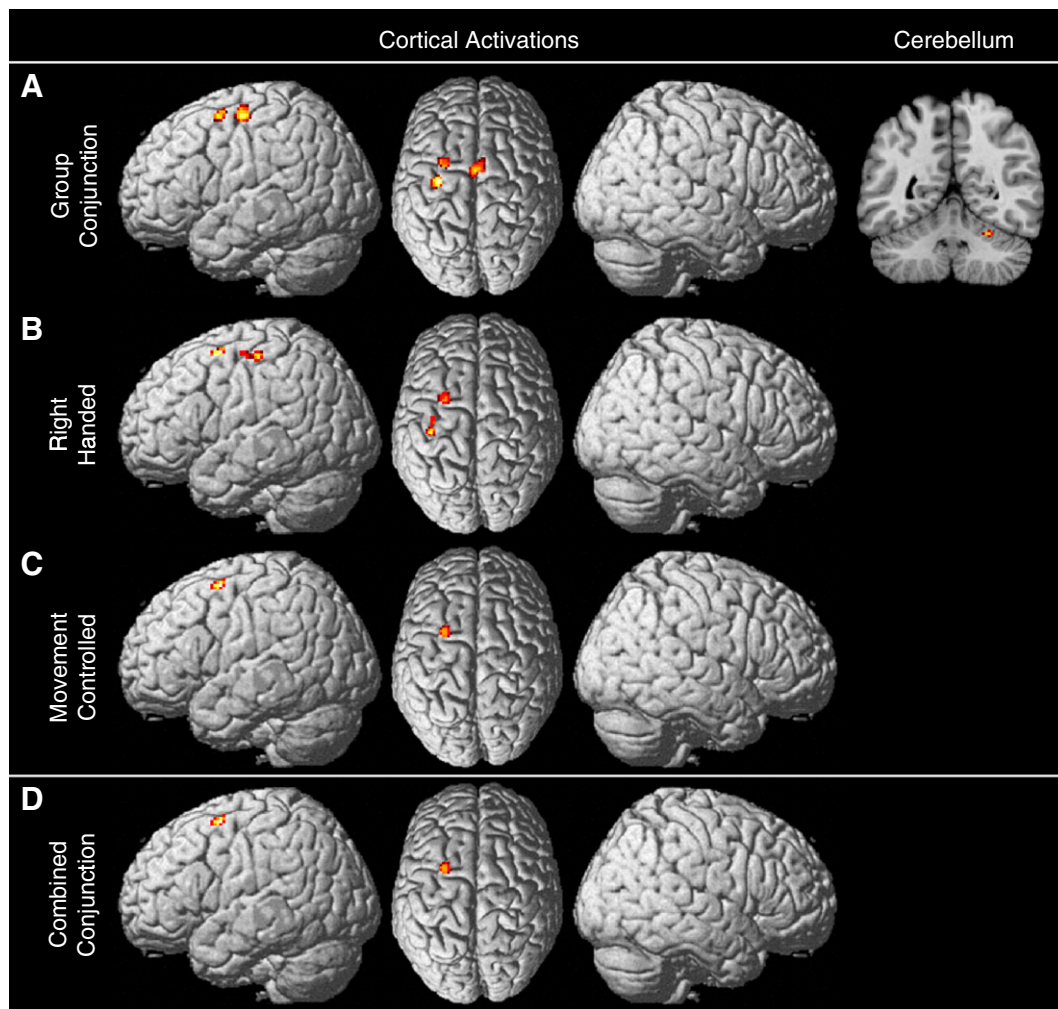 Cortical Activations
Cerebellum
A
Group
Conjunction
B
Right
Handed
C
Movement
Controlled
D
Combined
Conjunction